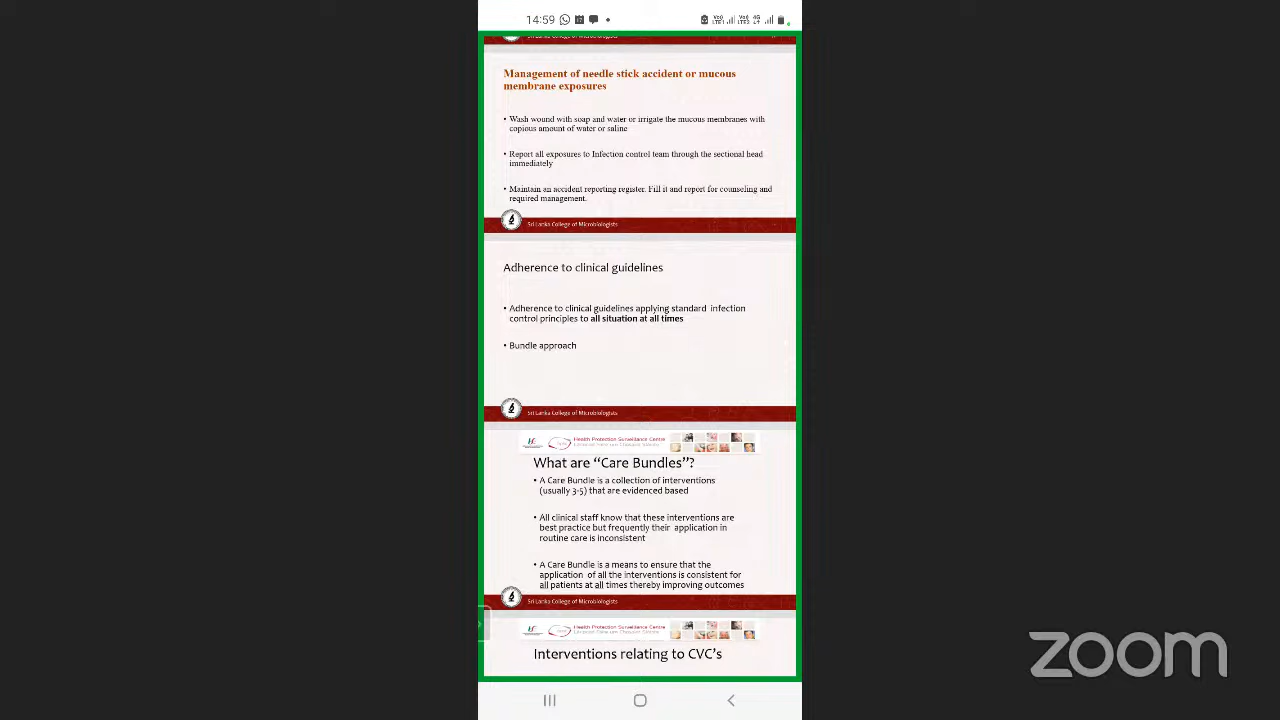 14:59
Sri Lanka College of Microbiologists
Management of needle stick accident or mucous
membrane exposures
• Wash wound with soap and water or irrigate the mucous membranes with
copious amount of water or saline
• Report all exposures to Infection control team through the sectional head
immediately
• Maintain an accident reporting register. Fill it and report for counseling and
required management.
Sri Lanka College of Microbiologists
Adherence to clinical guidelines
• Adherence to clinical guidelines applying standard infection
control principles to all situation at all times
• Bundle approach
Sri Lanka College of Microbiologists
Health Protection Surveillance Centre
What are “Care Bundles”?
• A Care Bundle is a collection of interventions
(usually 3-5) that are evidenced based
• All clinical staff know that these interventions are
best practice but frequently their application in
routine care is inconsistent
• A Care Bundle is a means to ensure that the
application of all the interventions is consistent for
all patients at all times thereby improving outcomes
Sri Lanka College of Microbiologists
Health Protection Surveillance Centre
Interventions relating to CVC’s
zoom